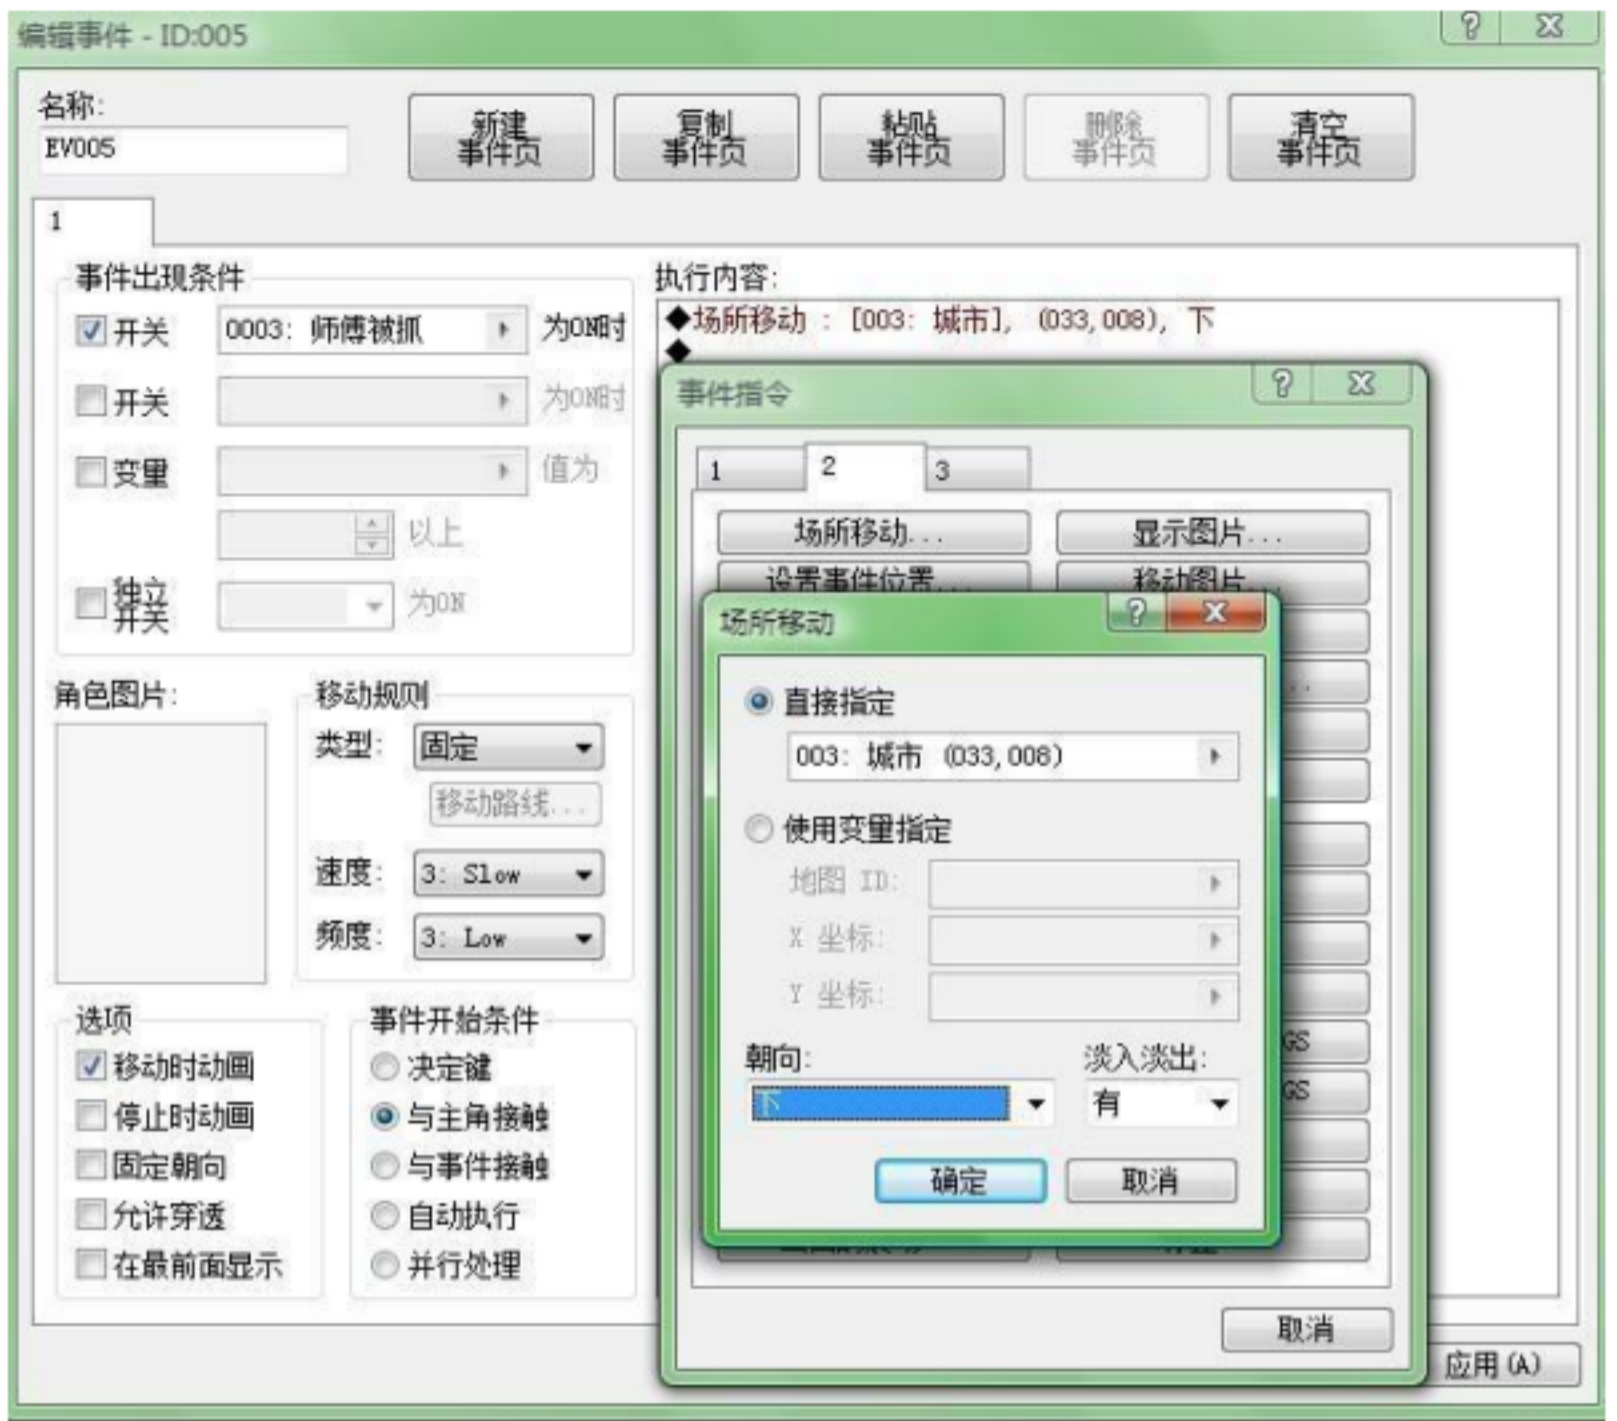 编辑事件 - ID:005
名称:
EV005
新建
事件页
复制
事件页
粘贴
事件页
删除
事件页
清空
事件页
1
事件出现条件
开关 0003: 师傅被抓 为ON时
开关 为ON时
变量 值为
以上
独立
开关 为ON
角色图片:
移动规则
类型: 固定
移动路线...
速度: 3: Slow
频度: 3: Low
选项
移动时动画
停止时动画
固定朝向
允许穿透
在最前面显示
事件开始条件
决定键
与主角接触
与事件接触
自动执行
并行处理
执行内容:
◆场所移动 : [003: 城市], (033,008), 下
◆
事件指令
1 2 3
场所移动... 显示图片...
设置事件位置... 移动图片...
场所移动
直接指定
003: 城市 (033,008)
使用变量指定
地图 ID:
X 坐标:
Y 坐标:
朝向: 淡入淡出:
下 有
确定 取消
GS
GS
取消
应用(A)